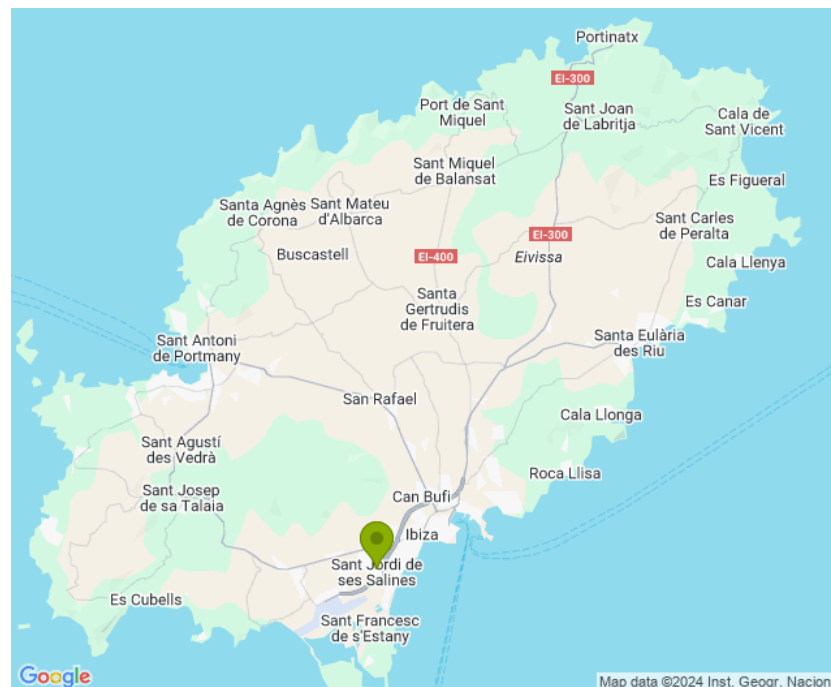 Portinatx
EI-300
Port de Sant
Miquel
Sant Joan
de Labritja
Cala de
Sant Vicent
Sant Miquel
de Balansat
Es Figueral
Santa Agnès
de Corona
Sant Mateu
d'Albarca
Sant Carles
de Peralta
EI-300
Buscastell
EI-400
Eivissa
Cala Llenya
Santa
Gertrudis
de Fruitera
Es Canar
Sant Antoni
de Portmany
Santa Eulària
des Riu
San Rafael
Cala Llonga
Sant Agustí
des Vedrà
Roca Llisa
Sant Josep
de sa Talaia
Can Bufi
Ibiza
Sant Jordi de
ses Salines
Es Cubells
Sant Francesc
de s'Estany
Google
Map data ©2024 Inst. Geogr. Nacion